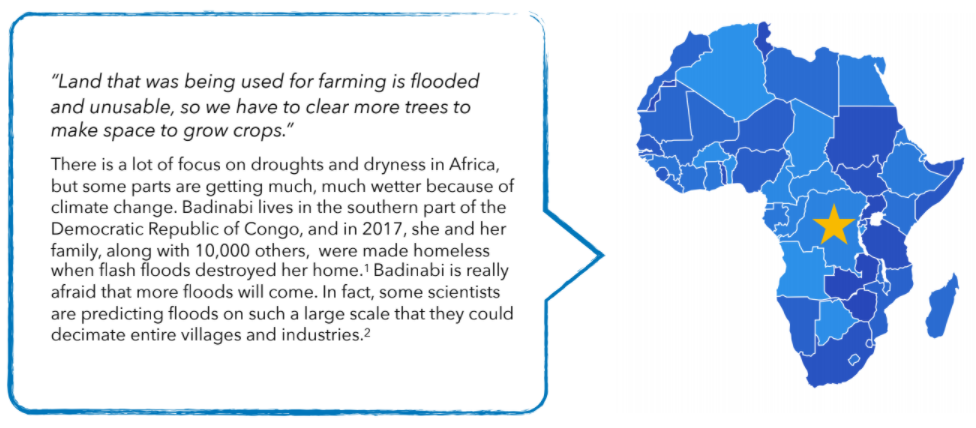 "Land that was being used for farming is flooded
and unusable, so we have to clear more trees to
make space to grow crops."
There is a lot of focus on droughts and dryness in Africa,
but some parts are getting much, much wetter because of
climate change. Badinabi lives in the southern part of the
Democratic Republic of Congo, and in 2017, she and her
family, along with 10,000 others,  were made homeless
when flash floods destroyed her home.¹ Badinabi is really
afraid that more floods will come. In fact, some scientists
are predicting floods on such a large scale that they could
decimate entire villages and industries.²